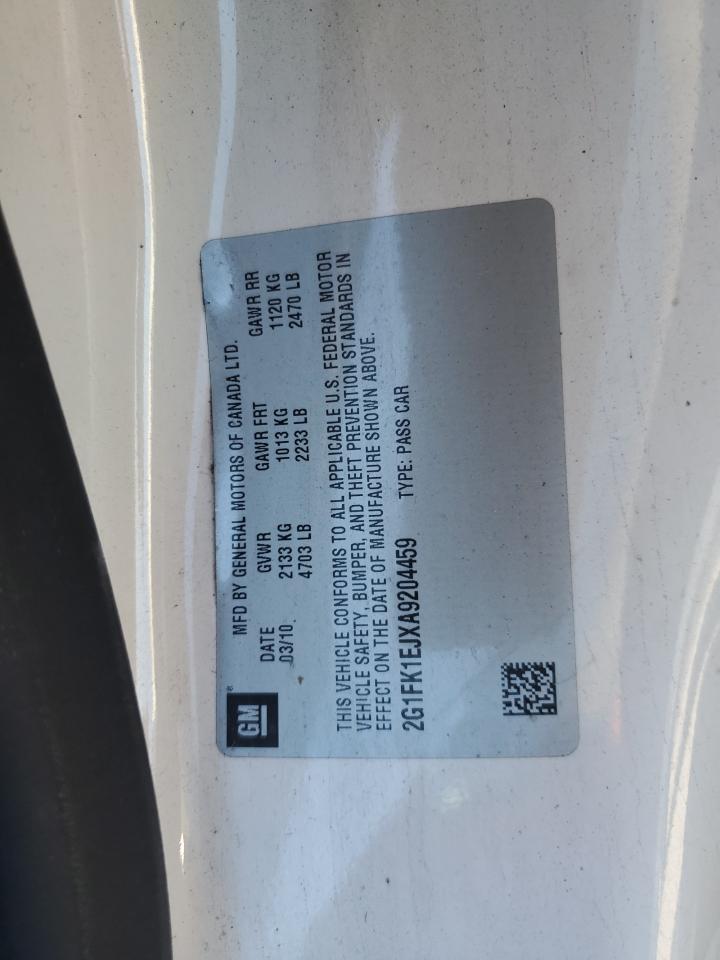 GM®
MFD BY GENERAL MOTORS OF CANADA LTD.
DATE GVWR GAWR FRT GAWR RR
03/10 2133 KG 1013 KG 1120 KG
4703 LB 2233 LB 2470 LB
THIS VEHICLE CONFORMS TO ALL APPLICABLE U.S. FEDERAL MOTOR
VEHICLE SAFETY, BUMPER, AND THEFT PREVENTION STANDARDS IN
EFFECT ON THE DATE OF MANUFACTURE SHOWN ABOVE.
2G1FK1EJXA9204459 TYPE: PASS CAR